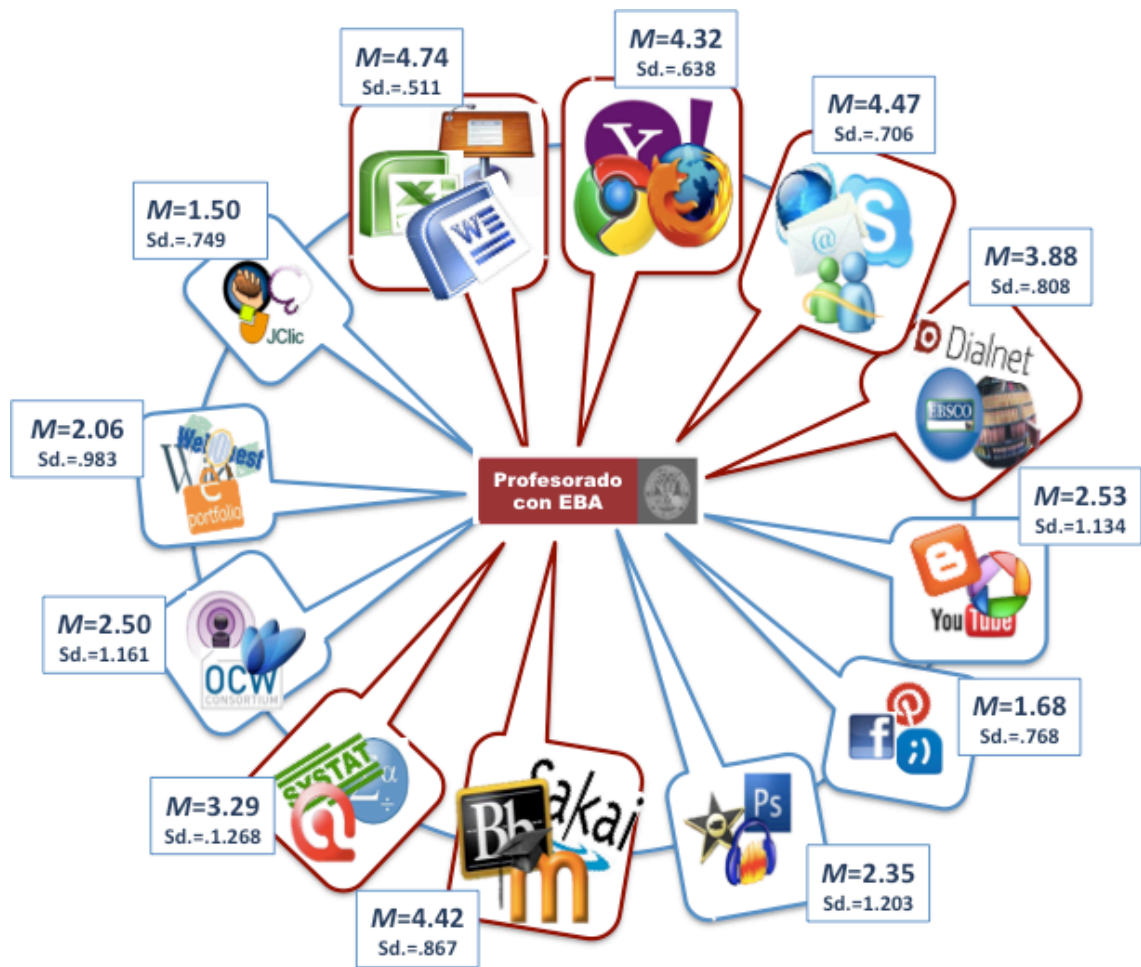 M=4.74
Sd.=.511
M=4.32
Sd.=.638
Y!
M=4.47
Sd.=.706
@
S
M=3.88
Sd.=.808
Dialnet
EBSCO
M=2.53
Sd.=1.134
B
You Tube
M=1.68
Sd.=.768
f
;)
Ps
M=2.35
Sd.=1.203
Sakai
Bb
m
M=4.42
Sd.=.867
SYSTAT
Σα
÷
@
M=3.29
Sd.=.1.268
OCW
CONSORTIUM
M=2.50
Sd.=1.161
e
portfolio
M=2.06
Sd.=.983
JClic
M=1.50
Sd.=.749
X
W
Profesorado
con EBA